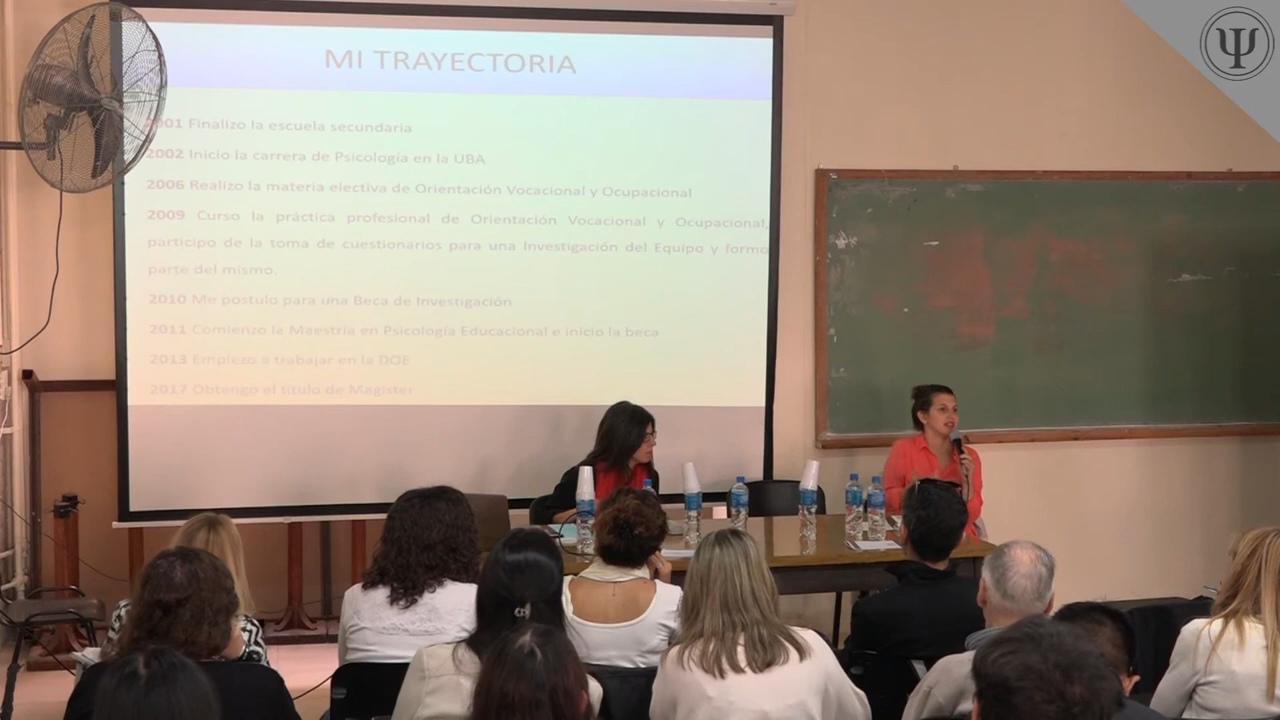 MI TRAYECTORIA
2001 Finalizo la escuela secundaria
2002 Inicio la carrera de Psicología en la UBA
2006 Realizo la materia electiva de Orientación Vocacional y Ocupacional
2009 Curso la práctica profesional de Orientación Vocacional y Ocupacional,
participo de la toma de cuestionarios para una Investigación del Equipo y formo
parte del mismo.
2010 Me postulo para una Beca de Investigación
2011 Comienzo la Maestría en Psicología Educacional e inicio la beca
2013 Empiezo a trabajar en la DOE
2017 Obtengo el título de Magister
Ψ